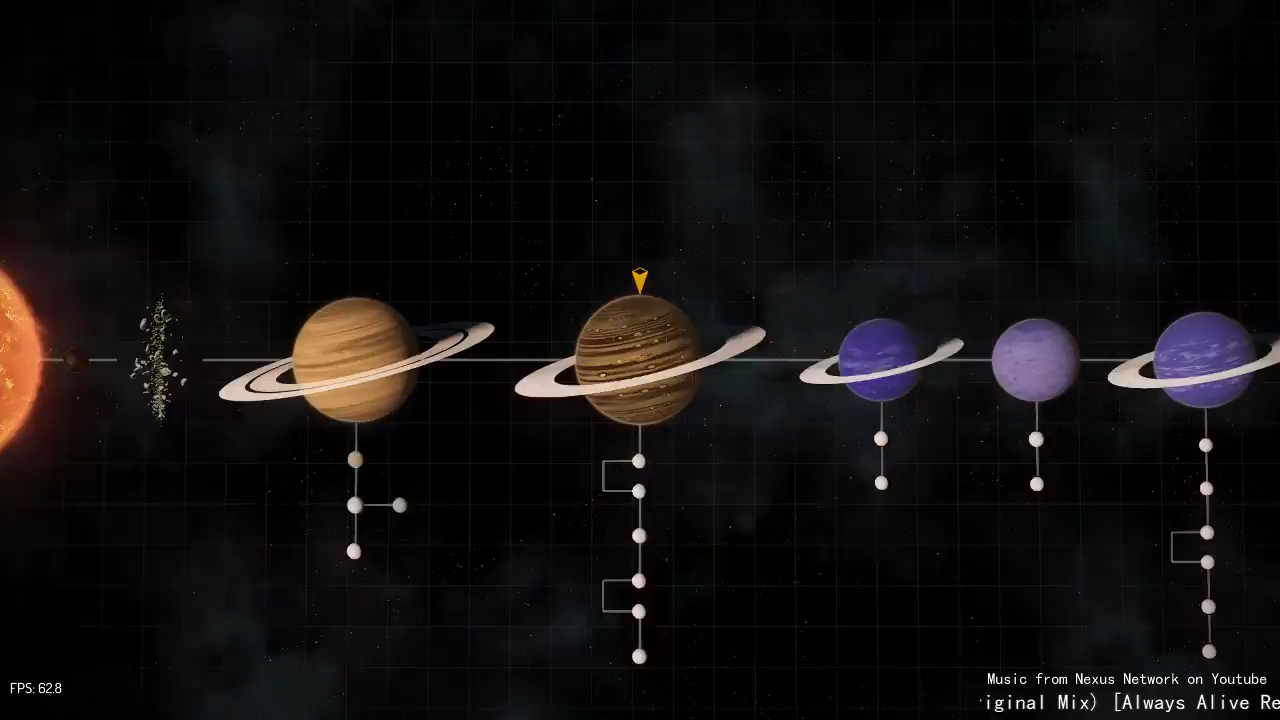 FPS: 62.8
Music from Nexus Network on Youtube
iginal Mix) [Always Alive Re